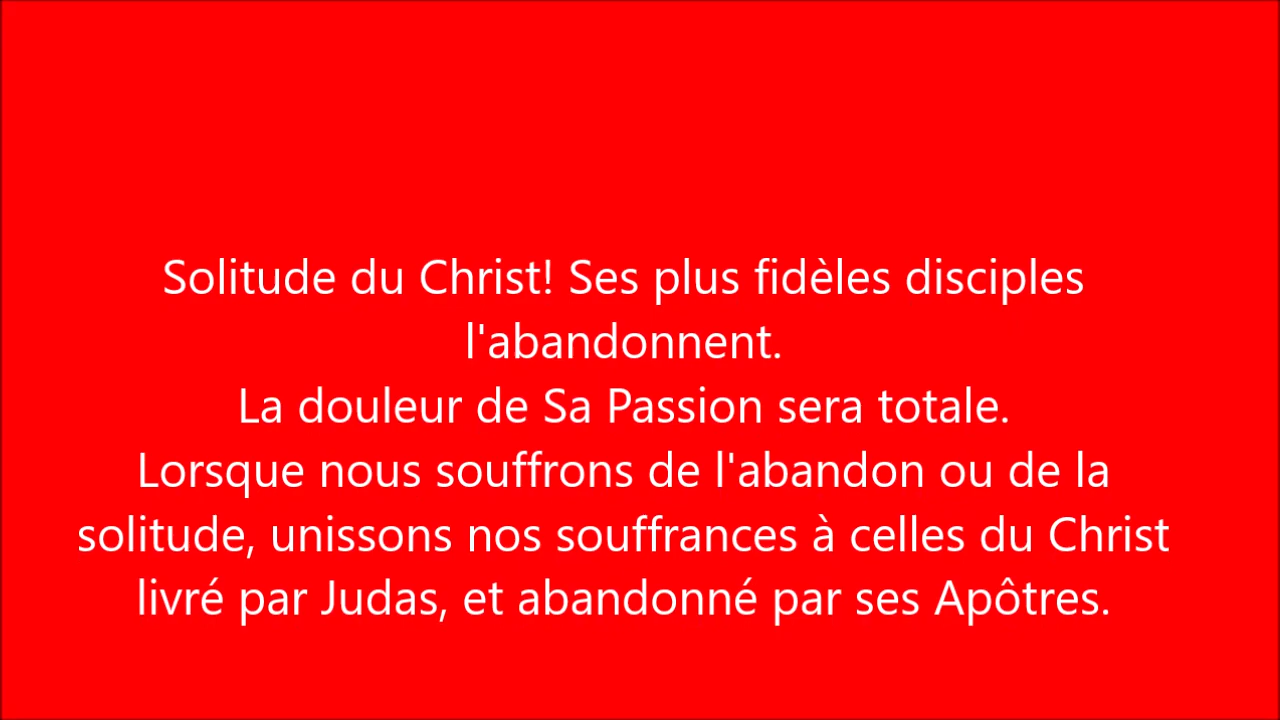 Solitude du Christ! Ses plus fidèles disciples
l'abandonnent.
La douleur de Sa Passion sera totale.
Lorsque nous souffrons de l'abandon ou de la
solitude, unissons nos souffrances à celles du Christ
livré par Judas, et abandonné par ses Apôtres.